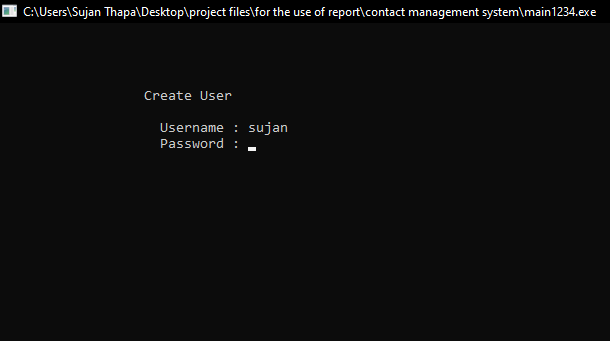 C:\Users\Sujan Thapa\Desktop\project files\for the use of report\contact management system\main1234.exe
Create User
Username : sujan
Password :